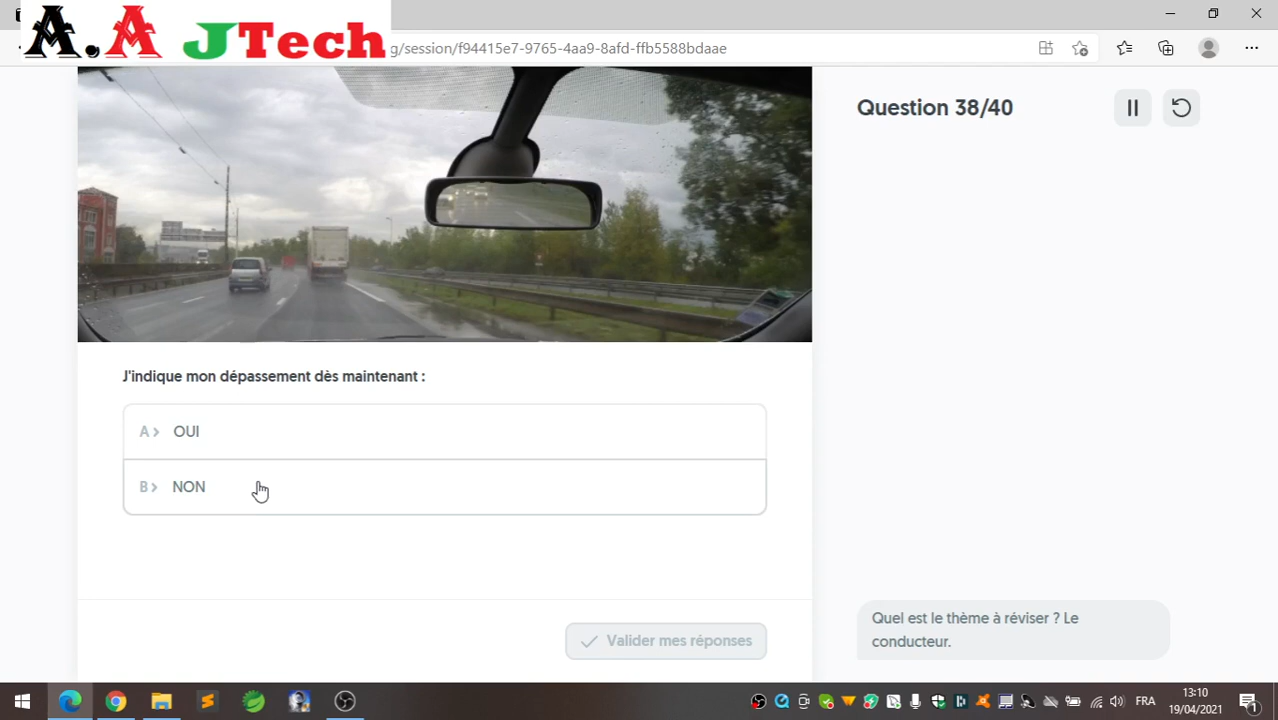 A.A JTech
g/session/f94415e7-9765-4aa9-8afd-ffb5588bdaae
Question 38/40
J'indique mon dépassement dès maintenant :
A > OUI
B > NON
Valider mes réponses
Quel est le thème à réviser ? Le
conducteur.
FRA
13:10
19/04/2021
1